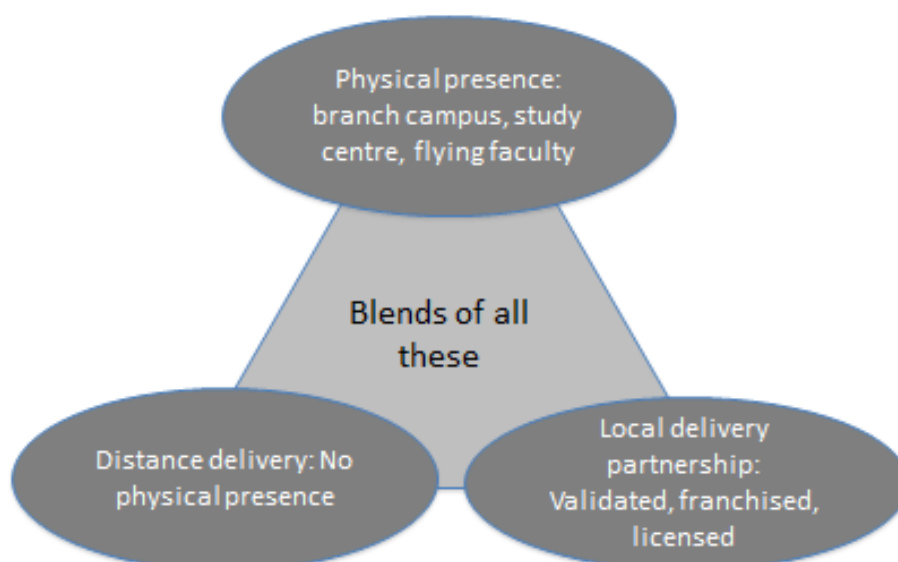 Physical presence:
branch campus, study
centre, flying faculty
Blends of all
these
Distance delivery: No
physical presence
Local delivery
partnership:
Validated, franchised,
licensed